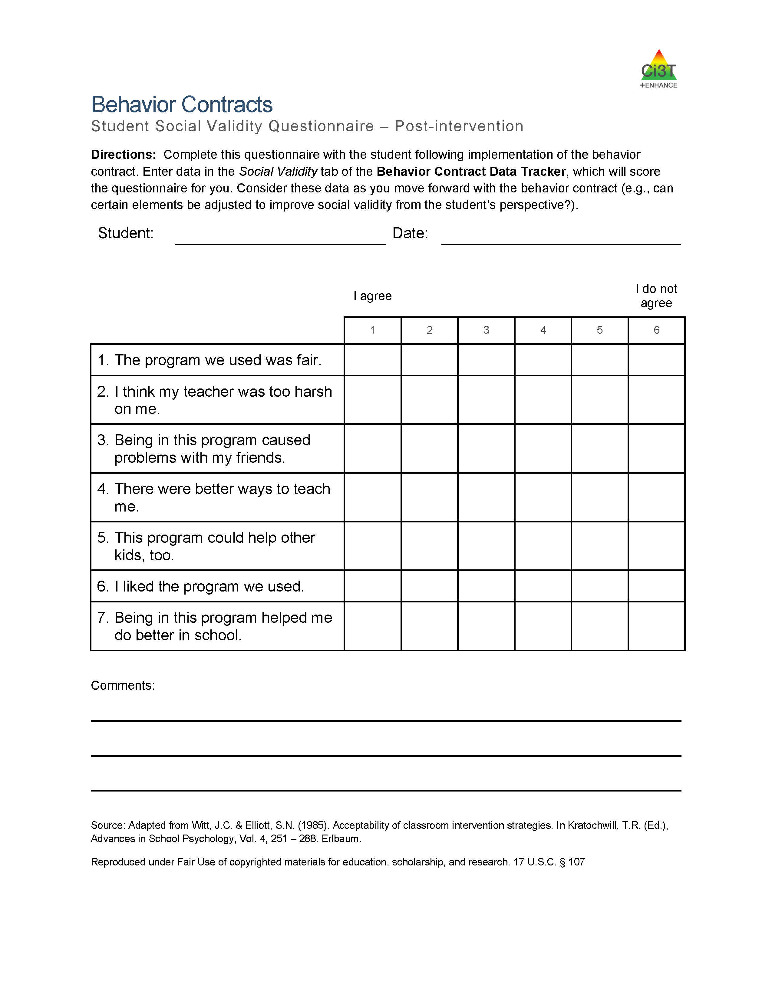 Ci3T
+ENHANCE
Behavior Contracts
Student Social Validity Questionnaire – Post-intervention
Directions:  Complete this questionnaire with the student following implementation of the behavior
contract. Enter data in the Social Validity tab of the Behavior Contract Data Tracker, which will score
the questionnaire for you. Consider these data as you move forward with the behavior contract (e.g., can
certain elements be adjusted to improve social validity from the student’s perspective?).
Student: Date:
I agree
I do not
agree
1 2 3 4 5 6
1. The program we used was fair.
2. I think my teacher was too harsh
on me.
3. Being in this program caused
problems with my friends.
4. There were better ways to teach
me.
5. This program could help other
kids, too.
6. I liked the program we used.
7. Being in this program helped me
do better in school.
Comments:
Source: Adapted from Witt, J.C. & Elliott, S.N. (1985). Acceptability of classroom intervention strategies. In Kratochwill, T.R. (Ed.),
Advances in School Psychology, Vol. 4, 251 – 288. Erlbaum.
Reproduced under Fair Use of copyrighted materials for education, scholarship, and research. 17 U.S.C. § 107